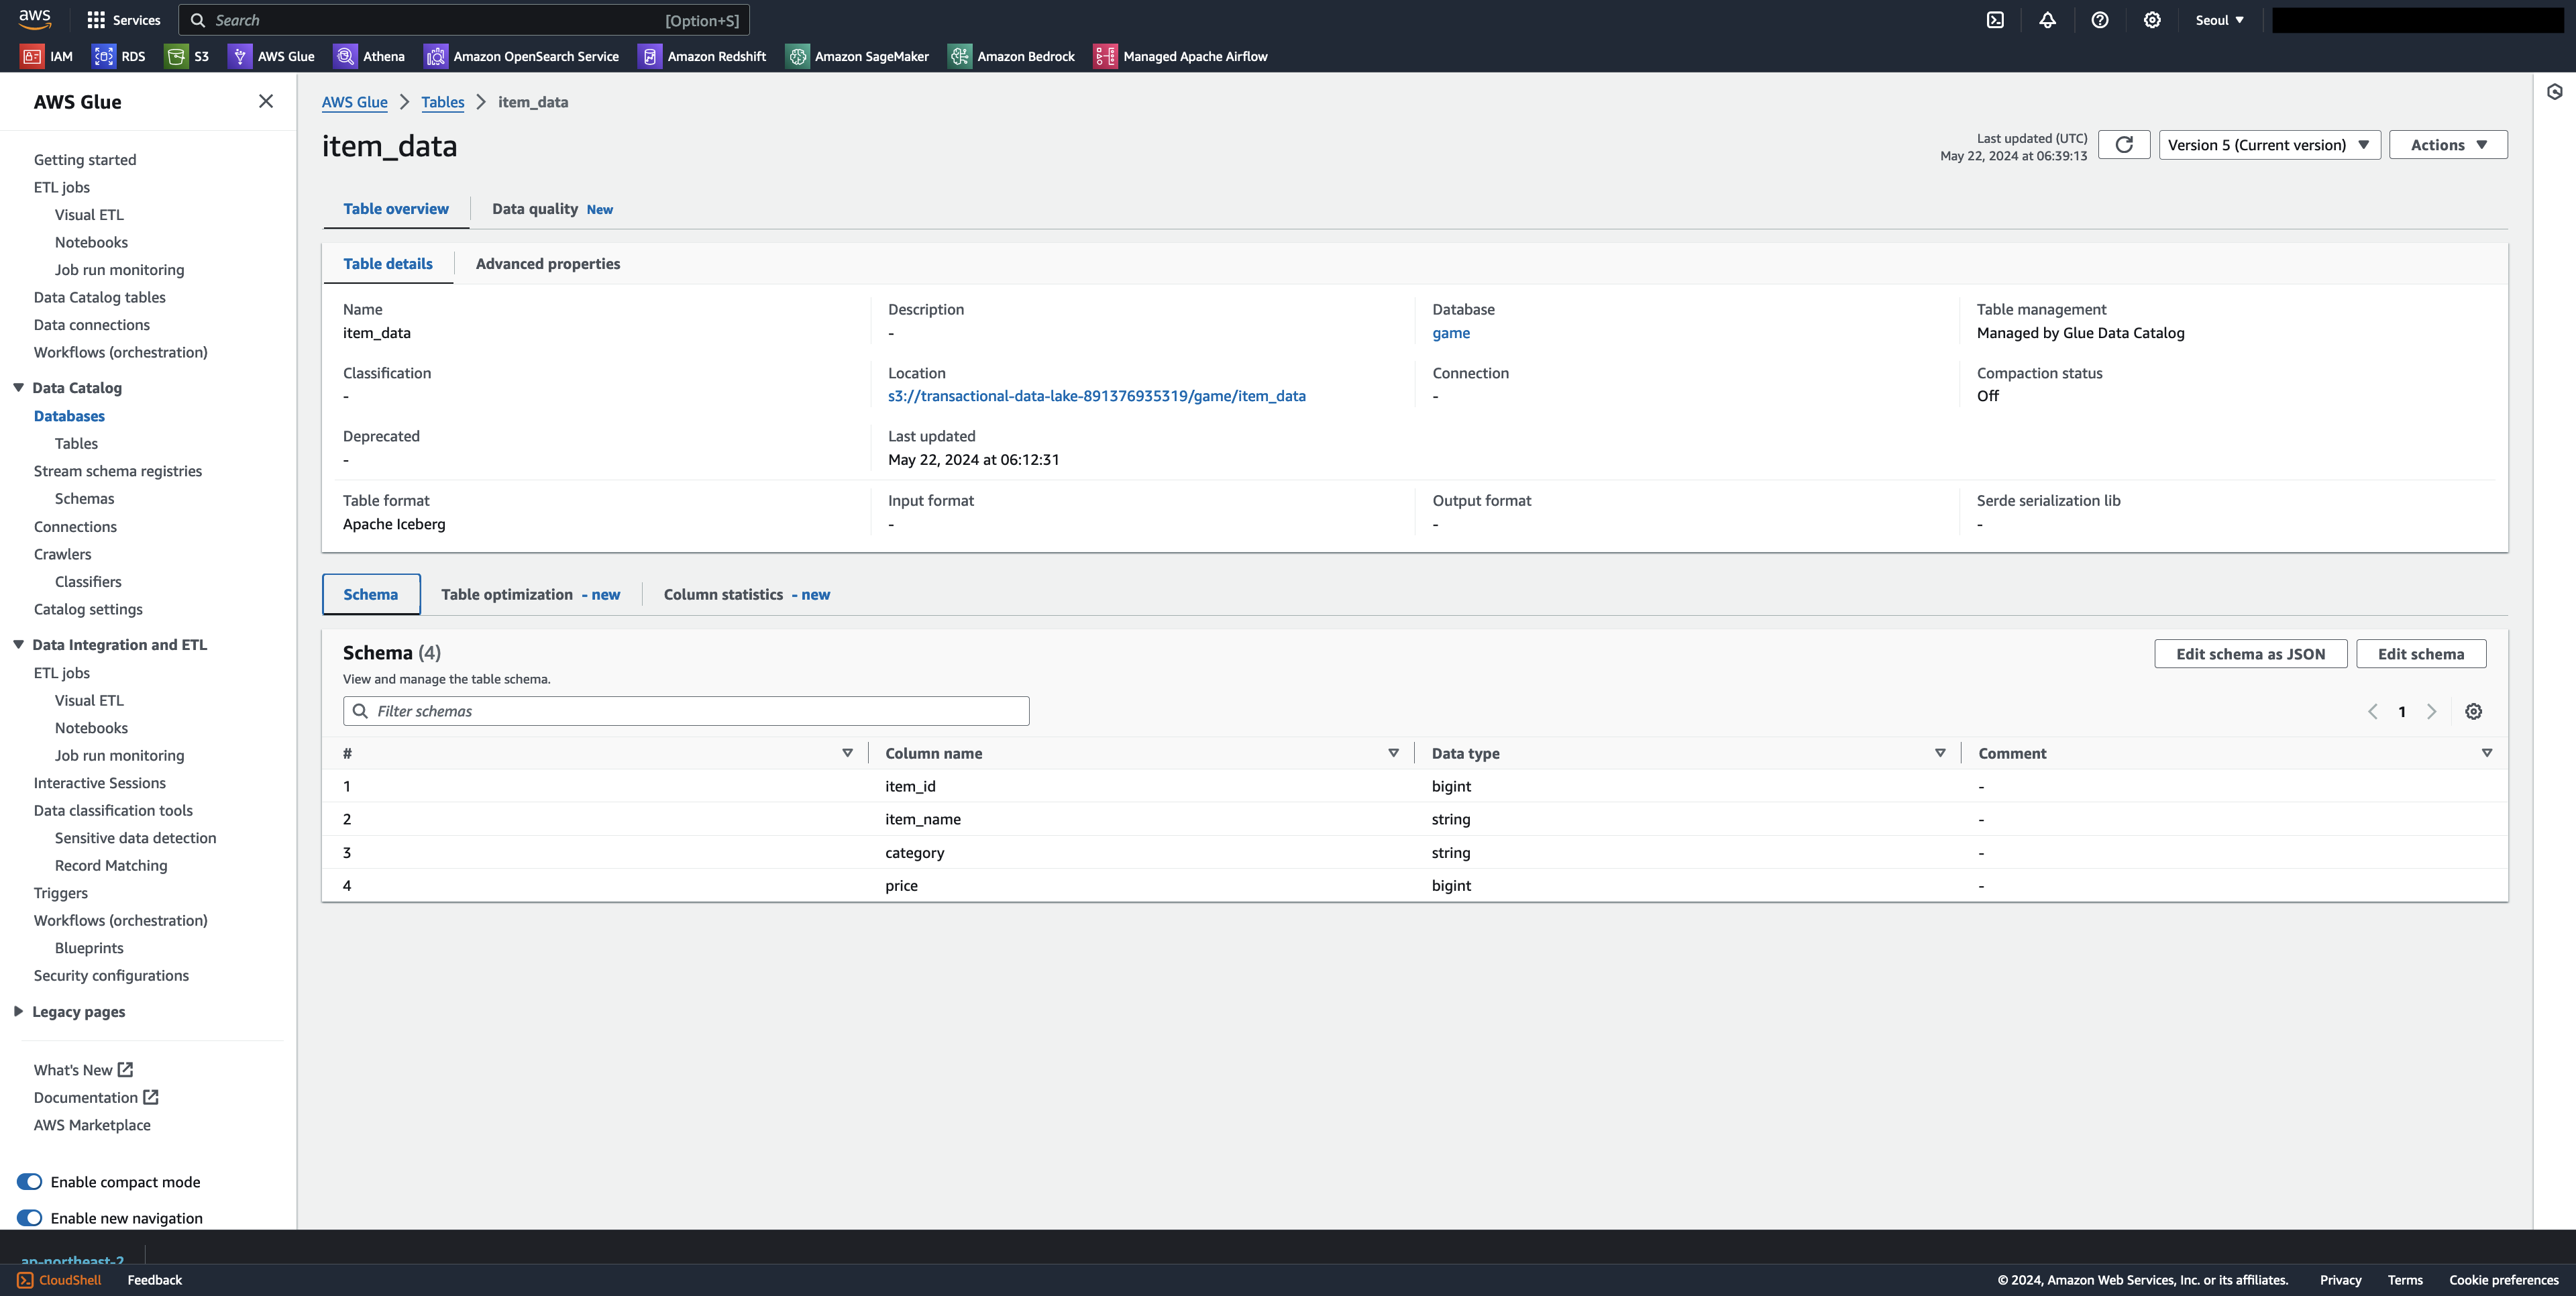 aws Services Search [Option+S] Seoul
IAM RDS S3 AWS Glue Athena Amazon OpenSearch Service Amazon Redshift Amazon SageMaker Amazon Bedrock Managed Apache Airflow
AWS Glue
Getting started
ETL jobs
Visual ETL
Notebooks
Job run monitoring
Data Catalog tables
Data connections
Workflows (orchestration)
Data Catalog
Databases
Tables
Stream schema registries
Schemas
Connections
Crawlers
Classifiers
Catalog settings
Data Integration and ETL
ETL jobs
Visual ETL
Notebooks
Job run monitoring
Interactive Sessions
Data classification tools
Sensitive data detection
Record Matching
Triggers
Workflows (orchestration)
Blueprints
Security configurations
Legacy pages
What's New
Documentation
AWS Marketplace
Enable compact mode
Enable new navigation
AWS Glue Tables item_data
item_data
Last updated (UTC)
May 22, 2024 at 06:39:13
Version 5 (Current version) Actions
Table overview Data quality New
Table details Advanced properties
Name Description Database Table management
item_data - game Managed by Glue Data Catalog
Classification Location Connection Compaction status
- s3://transactional-data-lake-891376935319/game/item_data - Off
Deprecated Last updated
- May 22, 2024 at 06:12:31
Table format Input format Output format Serde serialization lib
Apache Iceberg - - -
Schema Table optimization - new Column statistics - new
Schema (4) Edit schema as JSON Edit schema
View and manage the table schema.
Filter schemas 1
# Column name Data type Comment
1 item_id bigint -
2 item_name string -
3 category string -
4 price bigint -
ap-northeast-2
CloudShell Feedback © 2024, Amazon Web Services, Inc. or its affiliates. Privacy Terms Cookie preferences